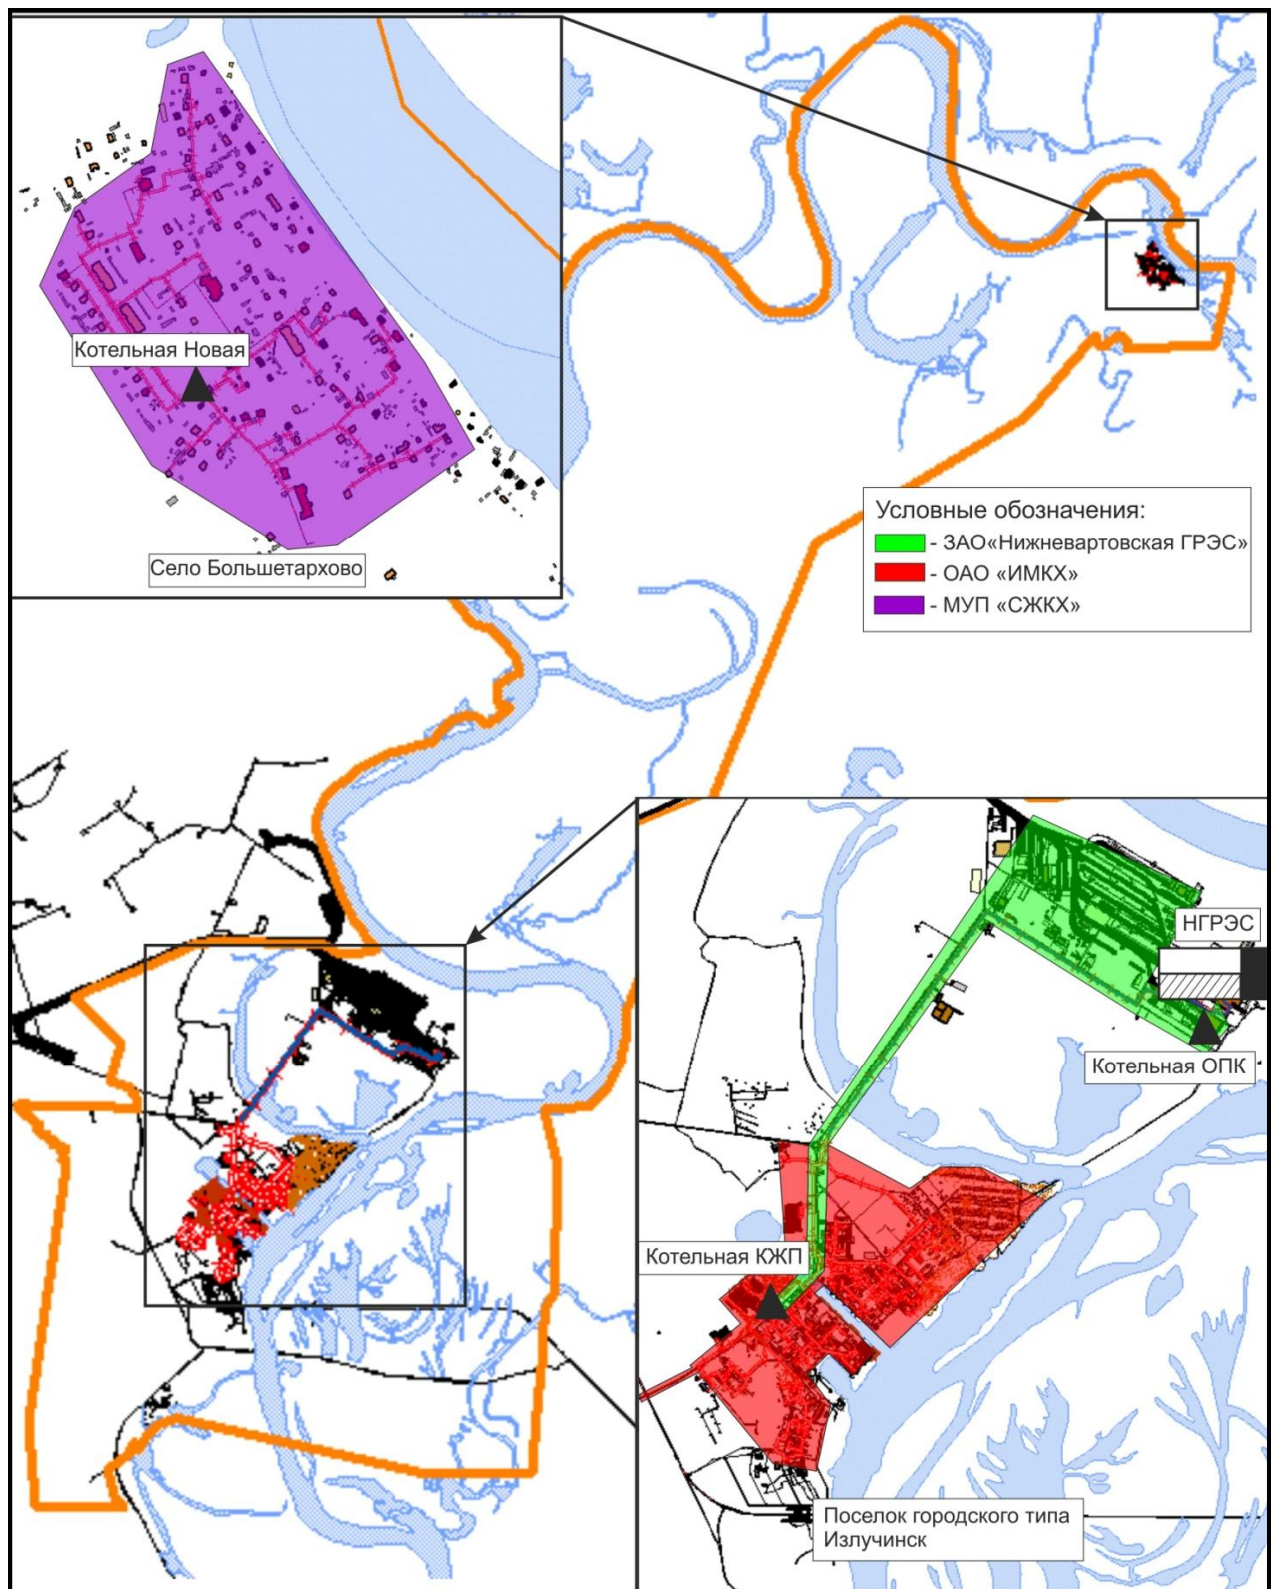 Котельная Новая
Село Большетархово
Условные обозначения:
- ЗАО«Нижневартовская ГРЭС»
- ОАО «ИМКХ»
- МУП «СЖКХ»
НГРЭС
Котельная ОПК
Котельная КЖП
Поселок городского типа
Излучинск